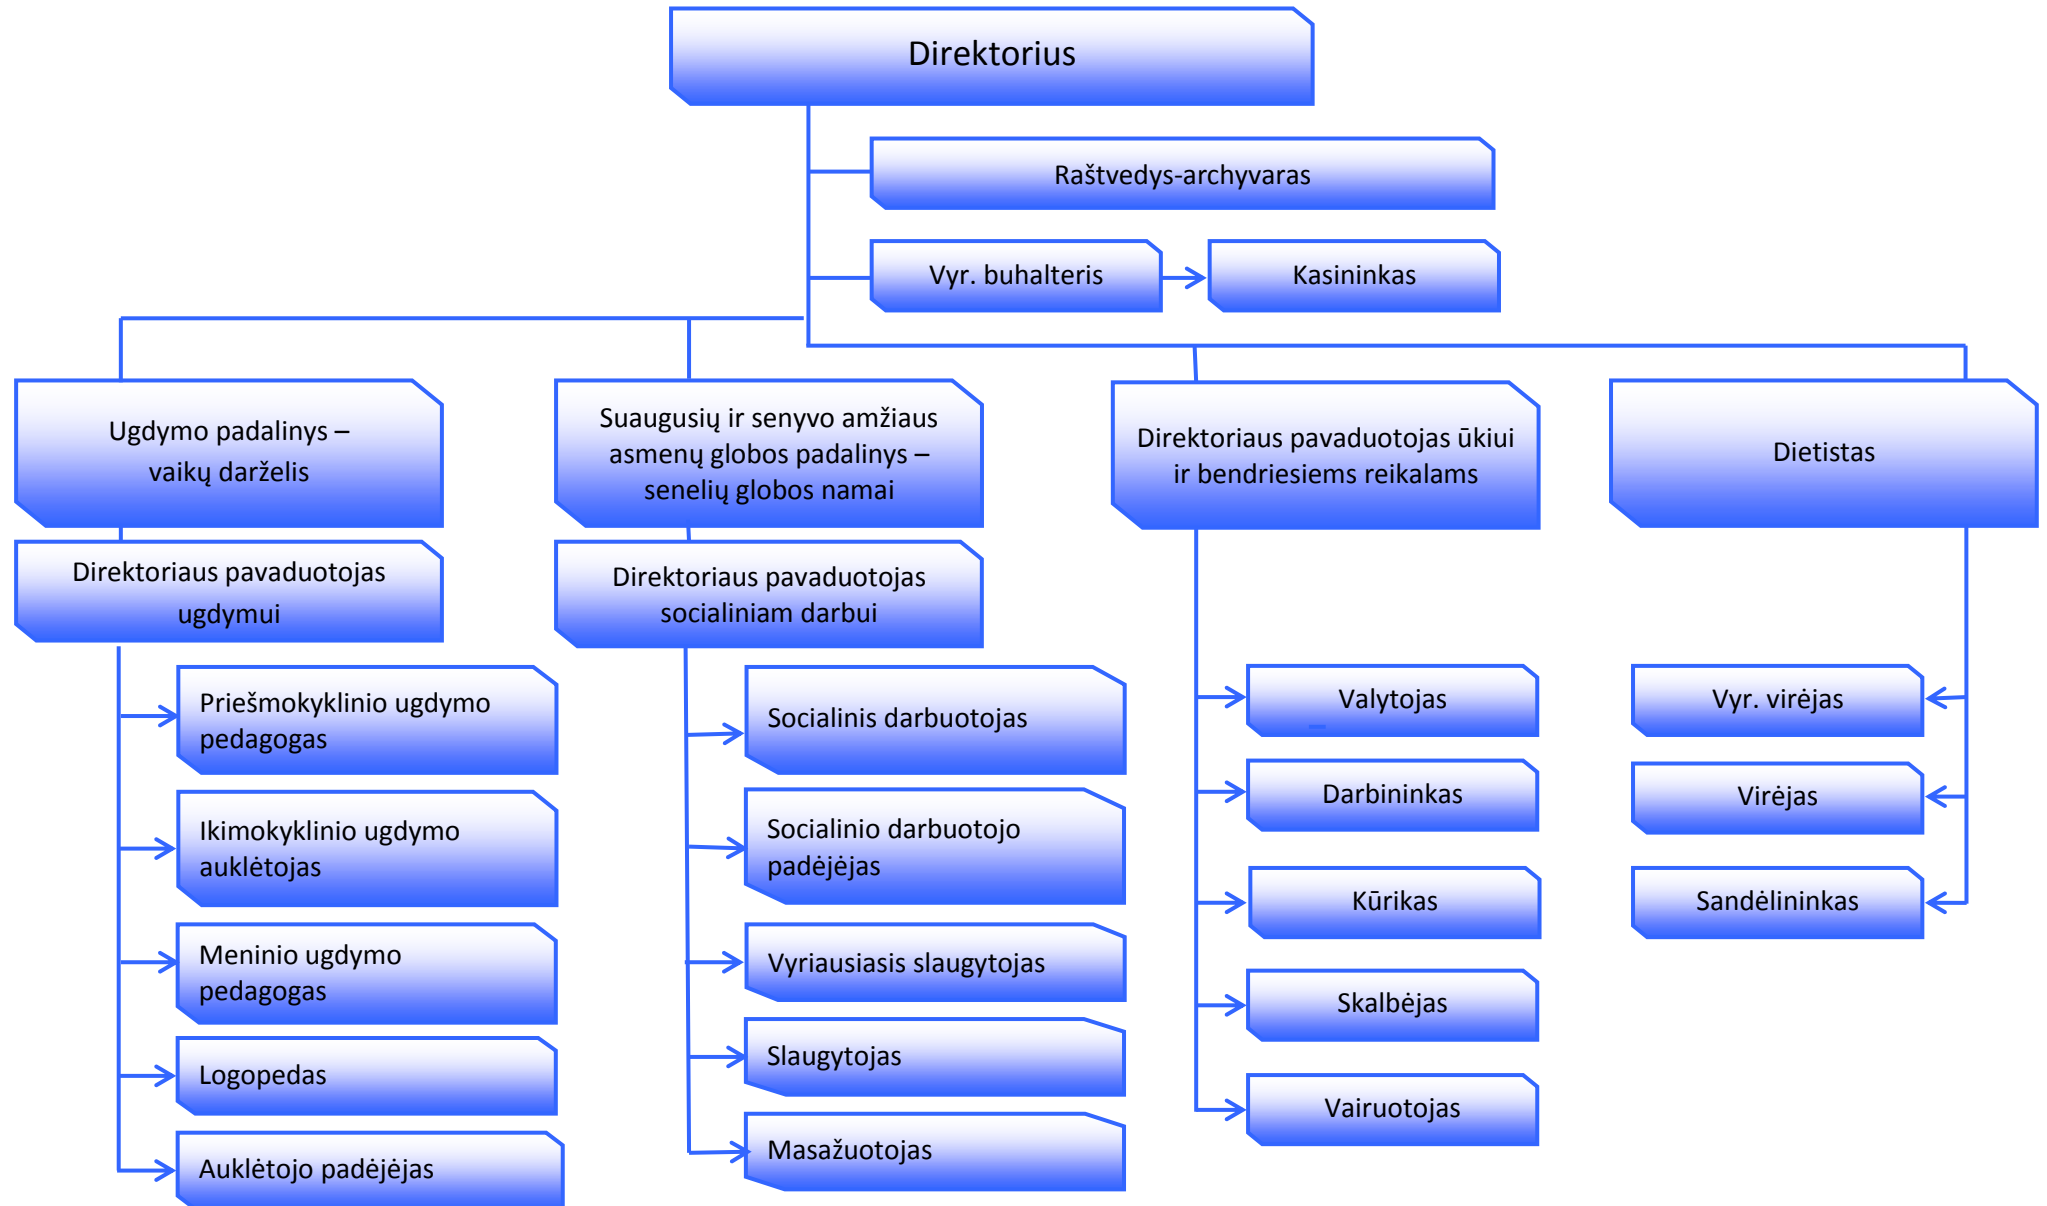 Direktorius
Raštvedys-archyvaras
Vyr. buhalteris
Kasininkas
Ugdymo padalinys –
vaikų darželis
Suaugusių ir senyvo amžiaus
asmenų globos padalinys –
senelių globos namai
Direktoriaus pavaduotojas ūkiui
ir bendriesiems reikalams
Dietistas
Direktoriaus pavaduotojas
ugdymui
Direktoriaus pavaduotojas
socialiniam darbui
Priešmokyklinio ugdymo
pedagogas
Ikimokyklinio ugdymo
auklėtojas
Meninio ugdymo
pedagogas
Logopedas
Auklėtojo padėjėjas
Socialinis darbuotojas
Socialinio darbuotojo
padėjėjas
Vyriausiasis slaugytojas
Slaugytojas
Masažuotojas
Valytojas
Darbininkas
Kūrikas
Skalbėjas
Vairuotojas
Vyr. virėjas
Virėjas
Sandėlininkas